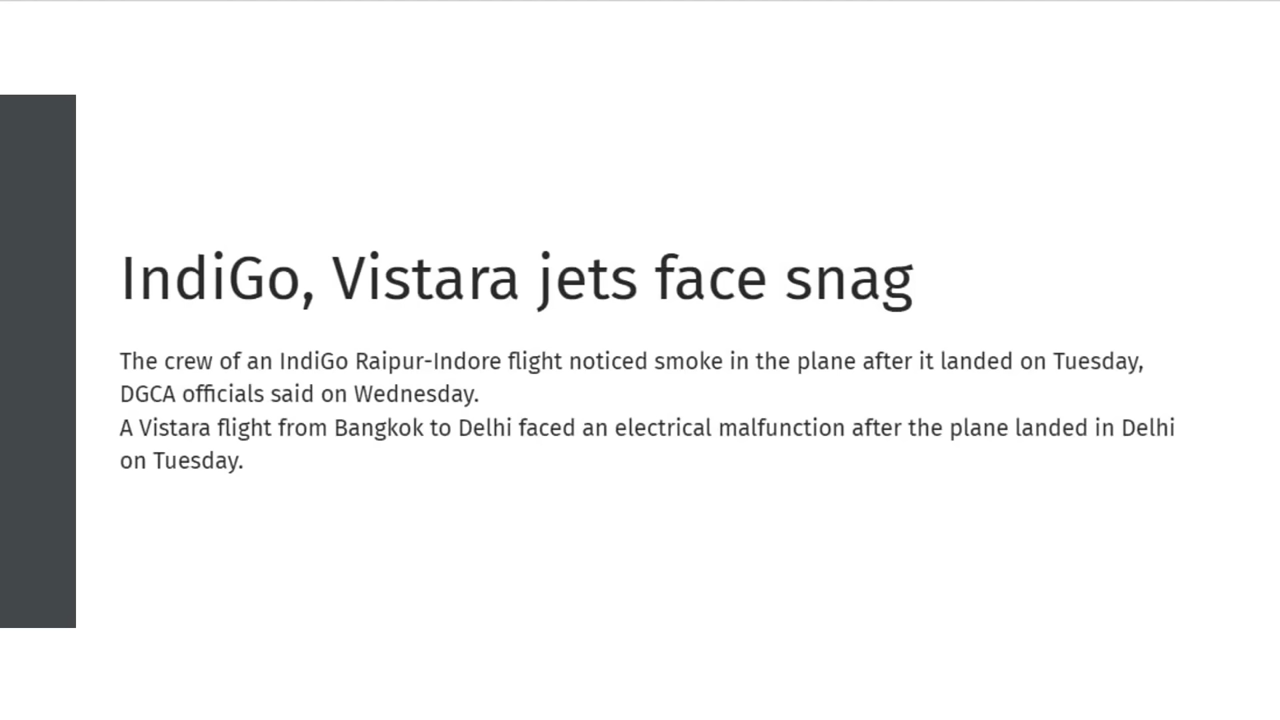 IndiGo, Vistara jets face snag
The crew of an IndiGo Raipur-Indore flight noticed smoke in the plane after it landed on Tuesday,
DGCA officials said on Wednesday.
A Vistara flight from Bangkok to Delhi faced an electrical malfunction after the plane landed in Delhi
on Tuesday.